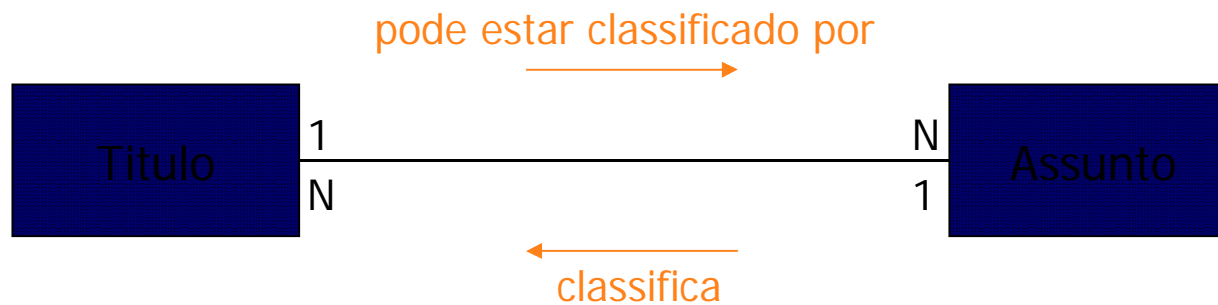 pode estar classificado por
1
N
Titulo
Assunto
N
1
classifica